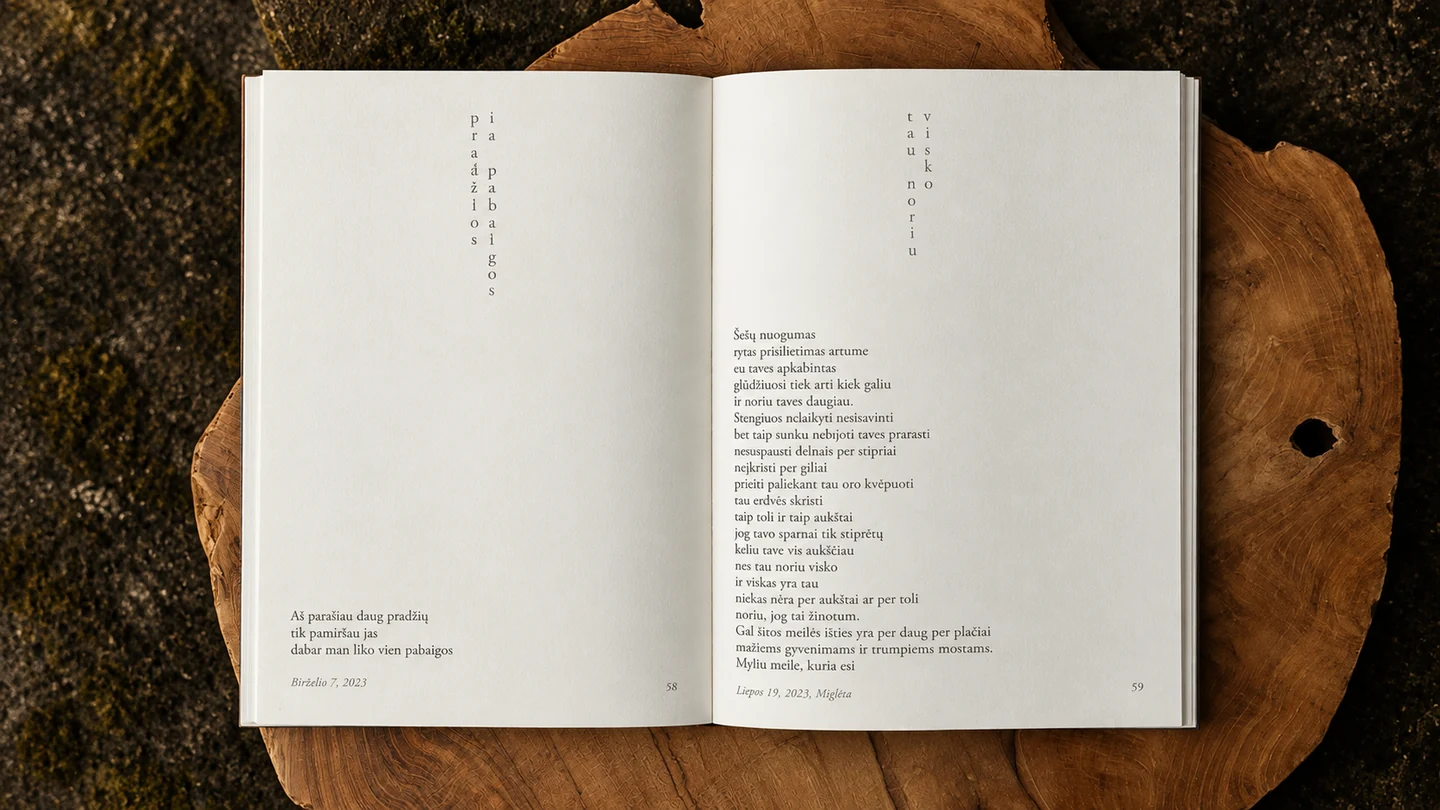 pradžios
ia pabaigos
Aš parašiau daug pradžių
tik pamiršau jas
dabar man liko vien pabaigos
Birželio 7, 2023
58
tau noriu
visko
Šešų nuogumas
rytas prisilietimas artume
eu taves apkabintas
glūdžiuosi tiek arti kiek galiu
ir noriu taves daugiau.
Stengiuos nclaikyti nesisavinti
bet taip sunku nebijoti taves prarasti
nesuspausti delnais per stipriai
neįkristi per giliai
prieiti paliekant tau oro kvėpuoti
tau erdvės skristi
taip toli ir taip aukštai
jog tavo sparnai tik stiprėtų
keliu tave vis aukščiau
nes tau noriu visko
ir viskas yra tau
niekas nėra per aukštai ar per toli
noriu, jog tai žinotum.
Gal šitos meilės išties yra per daug per plačiai
mažiems gyvenimams ir trumpiems mostams.
Myliu meile, kuria esi
Liepos 19, 2023, Miglėta
59